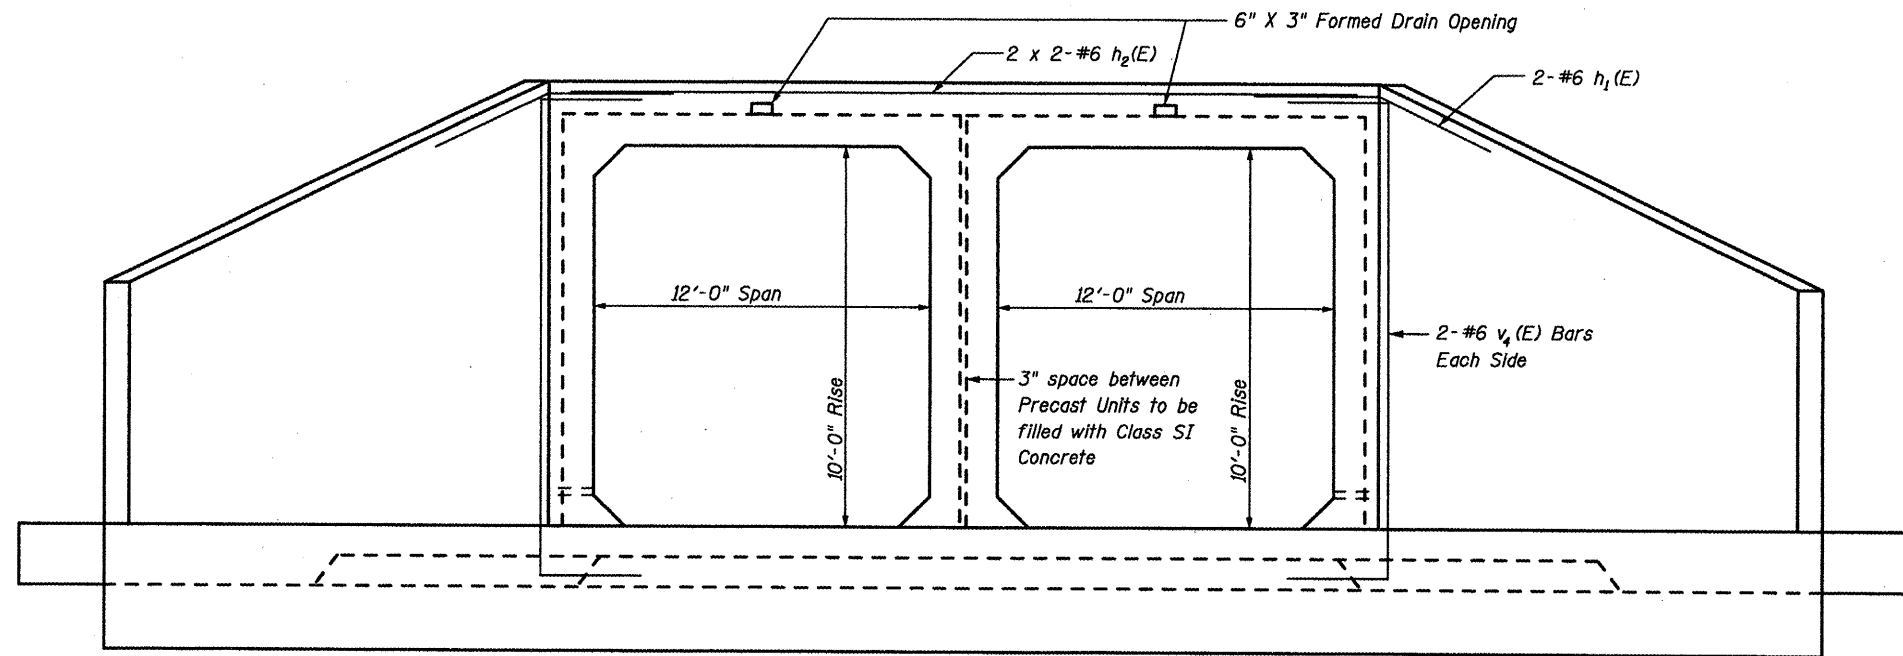 6" X 3" Formed Drain Opening
2 x 2-#6 h₂(E)
2-#6 h₁(E)
12'-0" Span
12'-0" Span
2-#6 v₄(E) Bars
Each Side
10'-0" Rise
3" space between
Precast Units to be
filled with Class SI
Concrete
10'-0" Rise